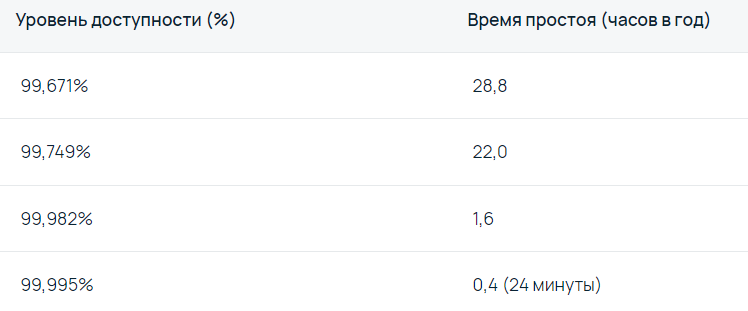 Уровень доступности (%) Время простоя (часов в год)
99,671% 28,8
99,749% 22,0
99,982% 1,6
99,995% 0,4 (24 минуты)